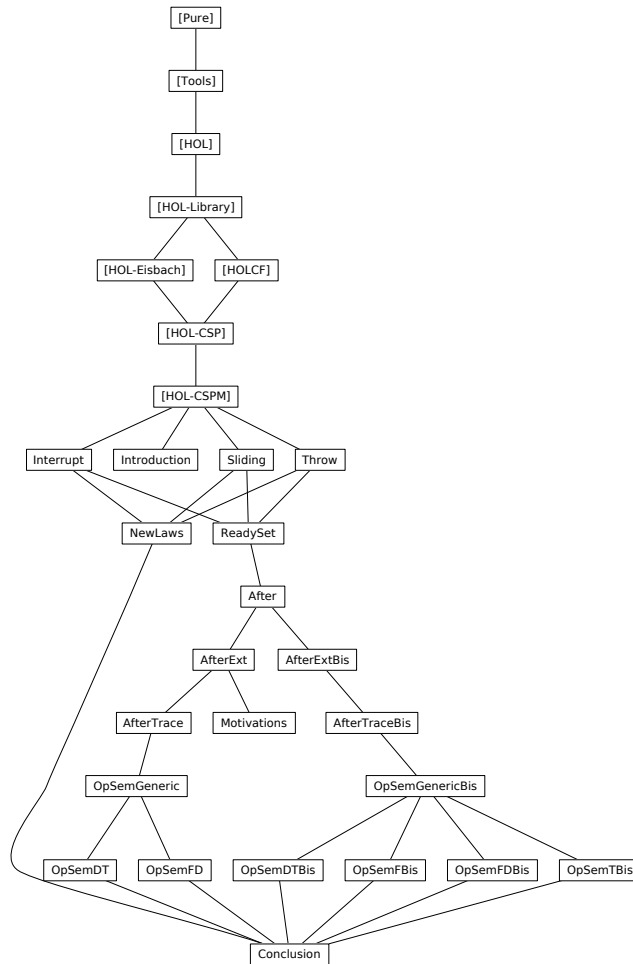 [Pure]
[Tools]
[HOL]
[HOL-Library]
[HOL-Eisbach]
[HOLCF]
[HOL-CSP]
[HOL-CSPM]
Interrupt
Introduction
Sliding
Throw
NewLaws
ReadySet
After
AfterExt
AfterExtBis
AfterTrace
Motivations
AfterTraceBis
OpSemGeneric
OpSemGenericBis
OpSemDT
OpSemFD
OpSemDTBis
OpSemFBis
OpSemFDBis
OpSemTBis
Conclusion